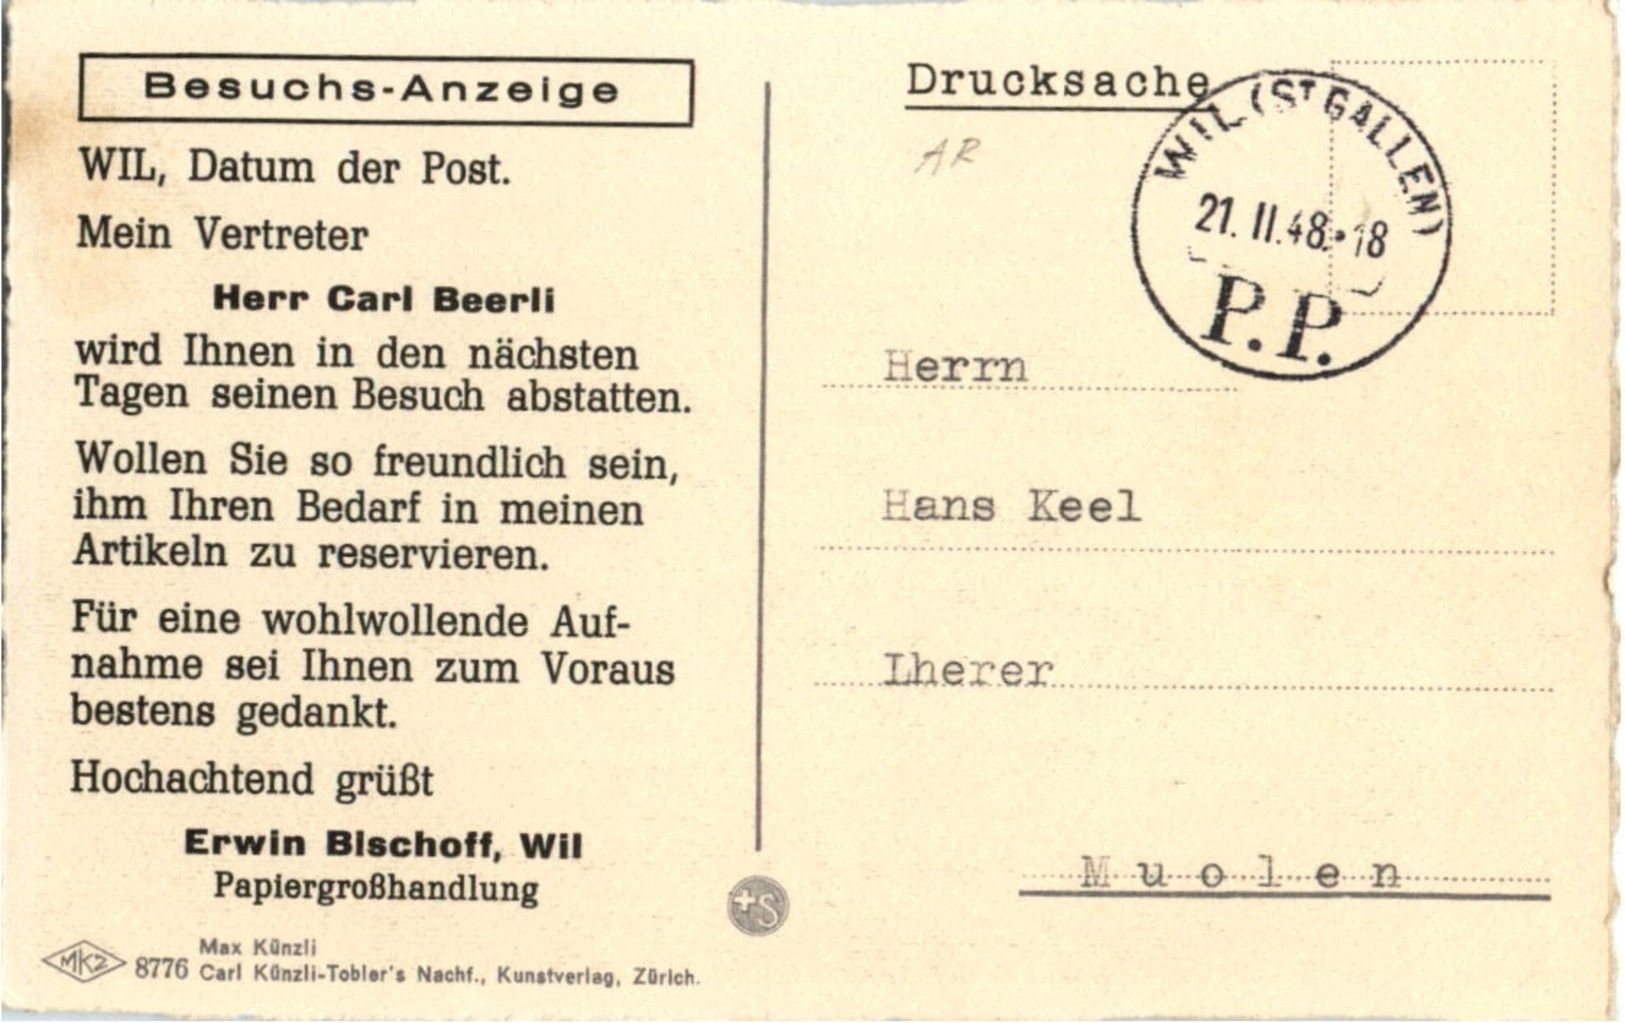 Besuchs-Anzeige
WIL, Datum der Post.
Mein Vertreter
Herr Carl Beerli
wird Ihnen in den nächsten
Tagen seinen Besuch abstatten.
Wollen Sie so freundlich sein,
ihm Ihren Bedarf in meinen
Artikeln zu reservieren.
Für eine wohlwollende Auf-
nahme sei Ihnen zum Voraus
bestens gedankt.
Hochachtend grüßt
Erwin Bischoff, Wil
Papiergroßhandlung
MKZ 8776
Max Künzli
Carl Künzli-Tobler's Nachf., Kunstverlag, Zürich.
+S
Drucksache
AR
WIL (ST GALLEN)
21. II. 48. 18
P.P.
Herrn
Hans Keel
Lherer
Muolen